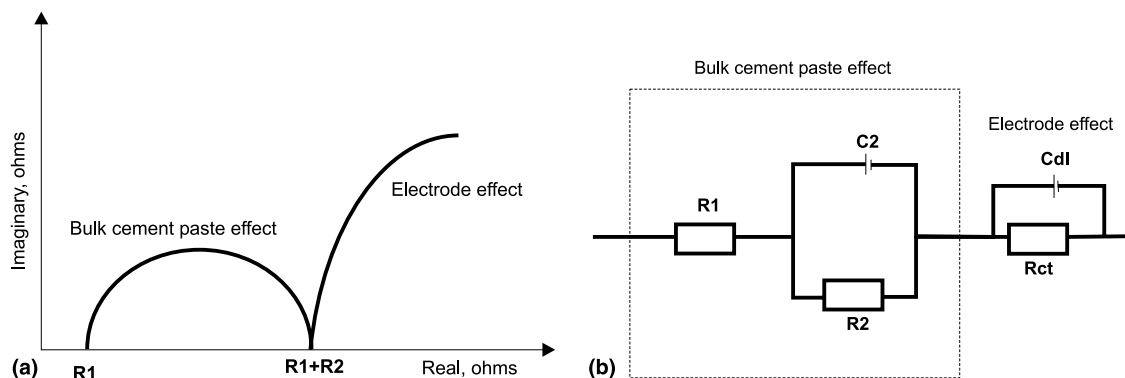 Imaginary, ohms
Bulk cement paste effect
Electrode effect
(a)
R1
R1+R2
Real, ohms
Bulk cement paste effect
Electrode effect
C2
Cdl
R1
Rct
R2
(b)